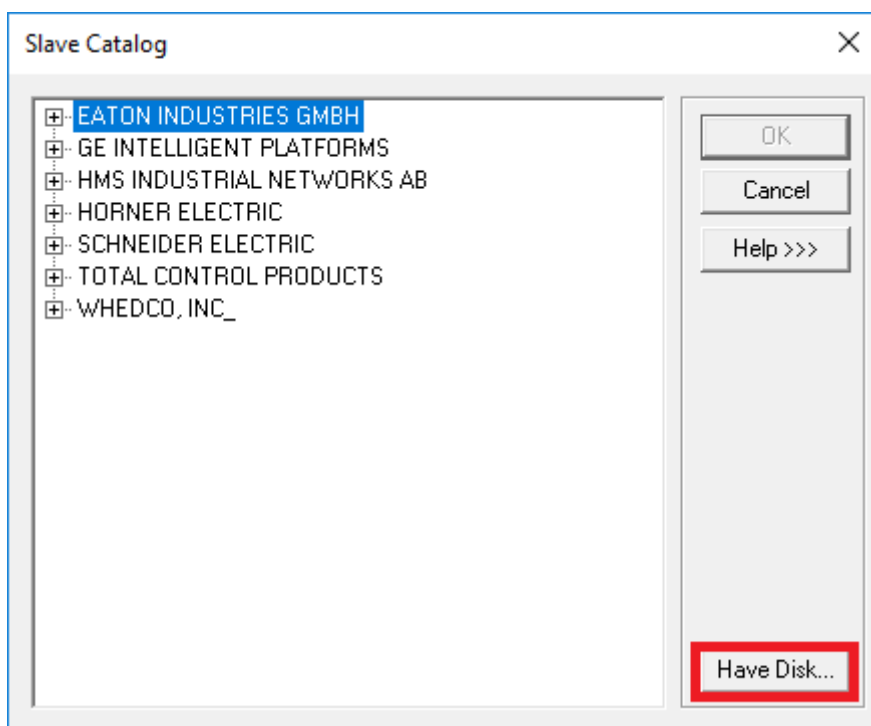 Slave Catalog
EATON INDUSTRIES GMBH
GE INTELLIGENT PLATFORMS
HMS INDUSTRIAL NETWORKS AB
HORNER ELECTRIC
SCHNEIDER ELECTRIC
TOTAL CONTROL PRODUCTS
WHEDCO, INC_
OK
Cancel
Help >>>
Have Disk...